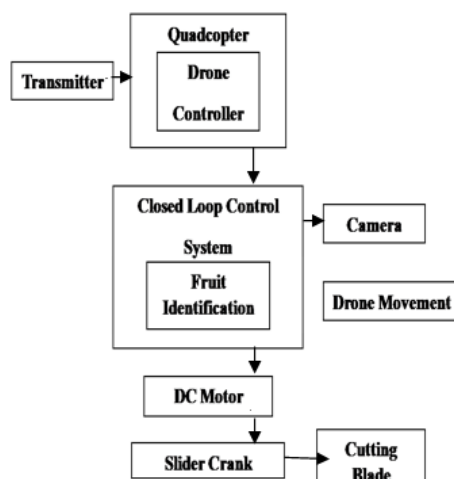 Quadcopter
Drone
Controller
Transmitter
Closed Loop Control
System
Fruit
Identification
Camera
Drone Movement
DC Motor
Slider Crank
Cutting
Blade